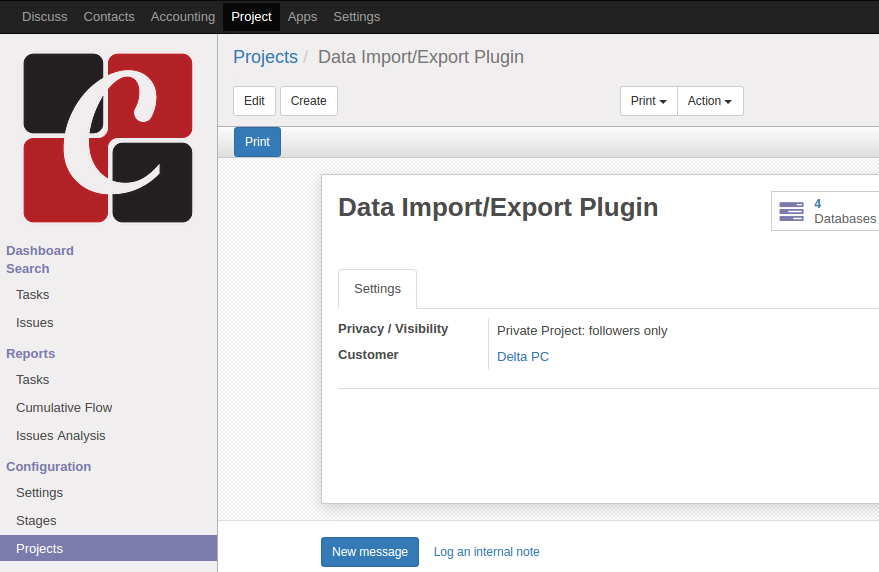 Discuss Contacts Accounting Project Apps Settings
Projects / Data Import/Export Plugin
Edit Create Print Action
Print
C
Data Import/Export Plugin
4
Databases
Settings
Privacy / Visibility Private Project: followers only
Customer Delta PC
Dashboard
Search
Tasks
Issues
Reports
Tasks
Cumulative Flow
Issues Analysis
Configuration
Settings
Stages
Projects
New message Log an internal note